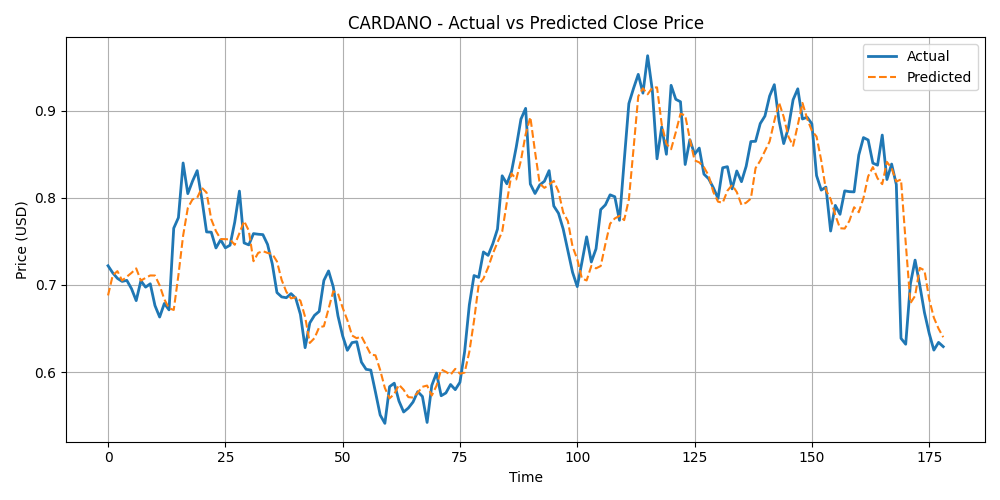 CARDANO - Actual vs Predicted Close Price
Price (USD)
0.9
0.8
0.7
0.6
Actual
Predicted
0 25 50 75 100 125 150 175
Time